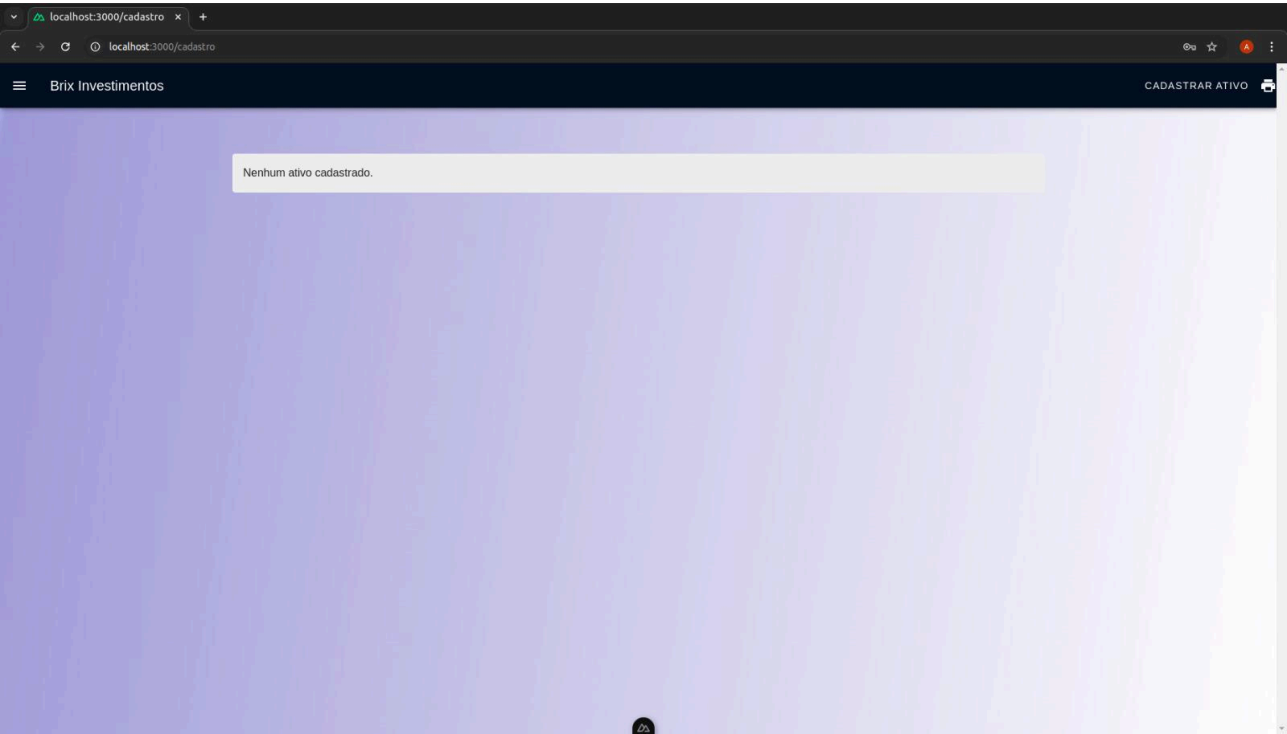 localhost:3000/cadastro
localhost:3000/cadastro
A
Brix Investimentos
CADASTRAR ATIVO
Nenhum ativo cadastrado.